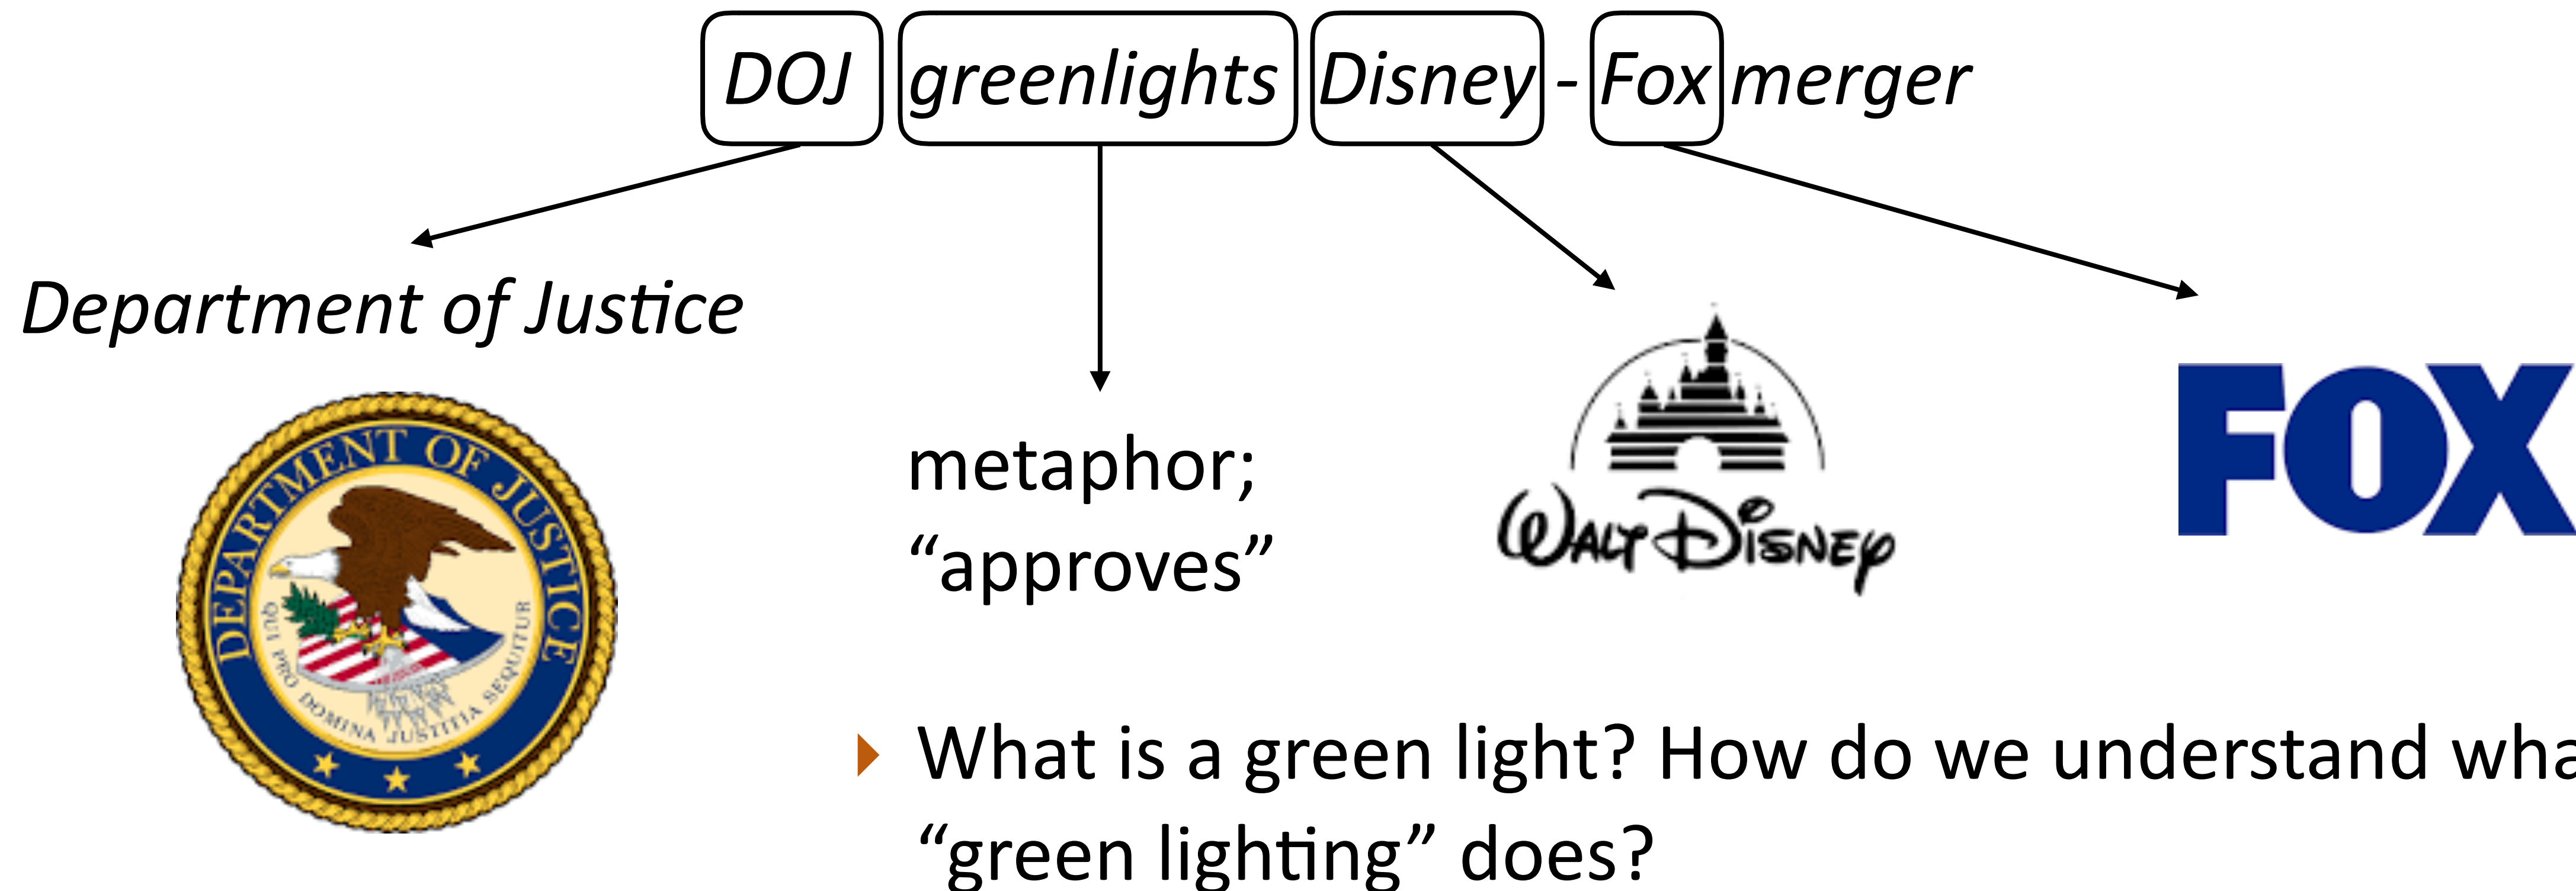 DOJ greenlights Disney - Fox merger
Department of Justice
DEPARTMENT OF JUSTICE
QUI PRO DOMINA JUSTITIA SEQUITUR
metaphor;
“approves”
WALT DISNEY
FOX
What is a green light? How do we understand wha
“green lighting” does?